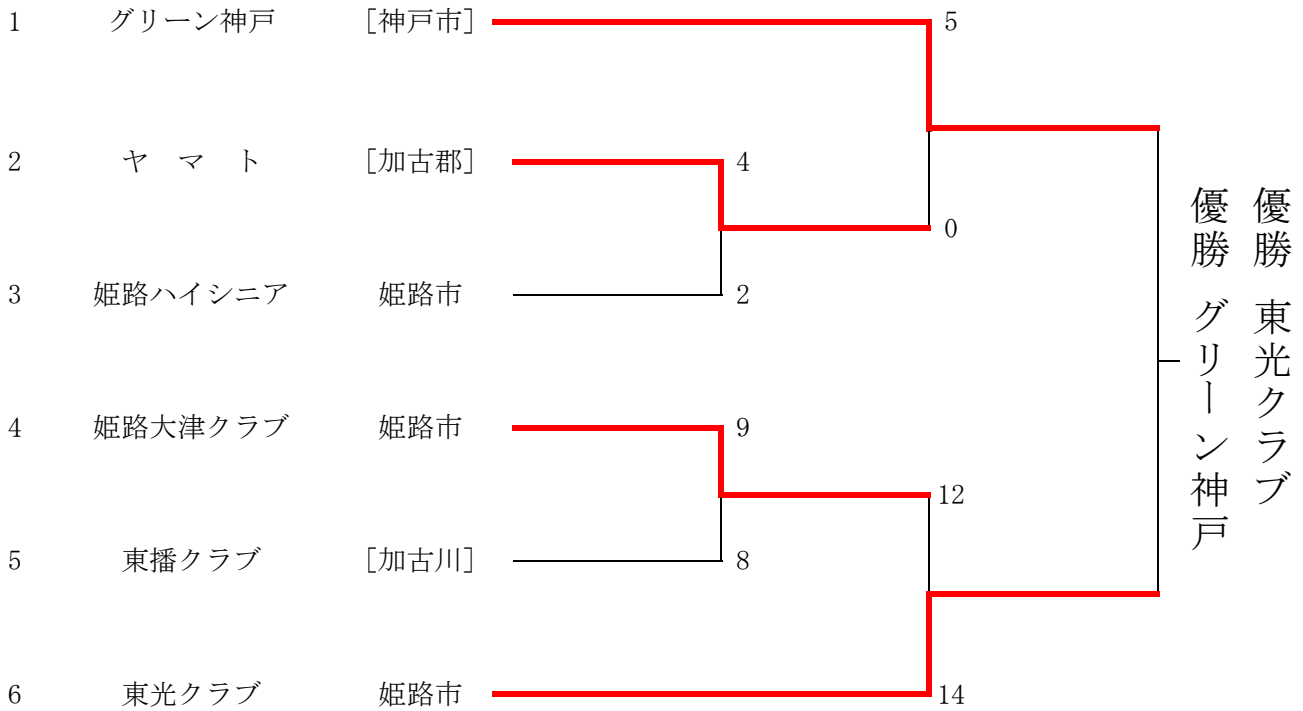 1 グリーン神戸 [神戸市] 5
2 ヤマト [加古郡] 4
0
3 姫路ハイシニア 姫路市 2
4 姫路大津クラブ 姫路市 9
12
5 東播クラブ [加古川] 8
6 東光クラブ 姫路市 14
優勝 東光クラブ
優勝 グリーン神戸